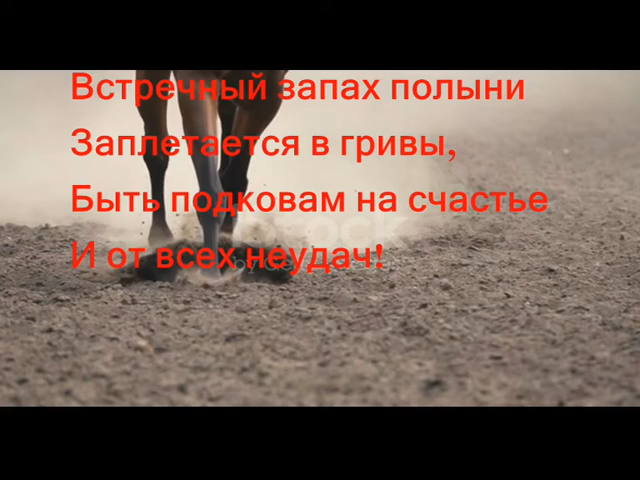 Встречный запах полыни
Заплетается в гривы,
Быть подковам на счастье
И от всех неудач!